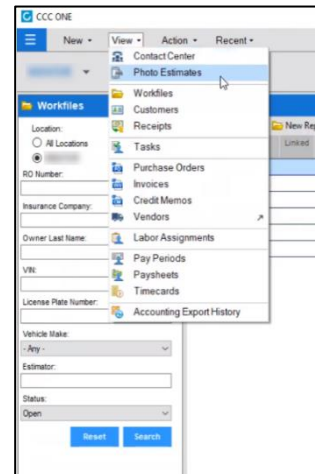 CCC ONE
New View Action Recent
Contact Center
Photo Estimates
Workfiles
Customers
Receipts
Tasks
Purchase Orders
Invoices
Credit Memos
Vendors
Labor Assignments
Pay Periods
Paysheets
Timecards
Accounting Export History
Workfiles
Location:
All Locations
RO Number:
Insurance Company:
Owner Last Name:
VIN:
License Plate Number:
Vehicle Make:
- Any -
Estimator:
Status:
Open
Reset Search
New Rep
Linked